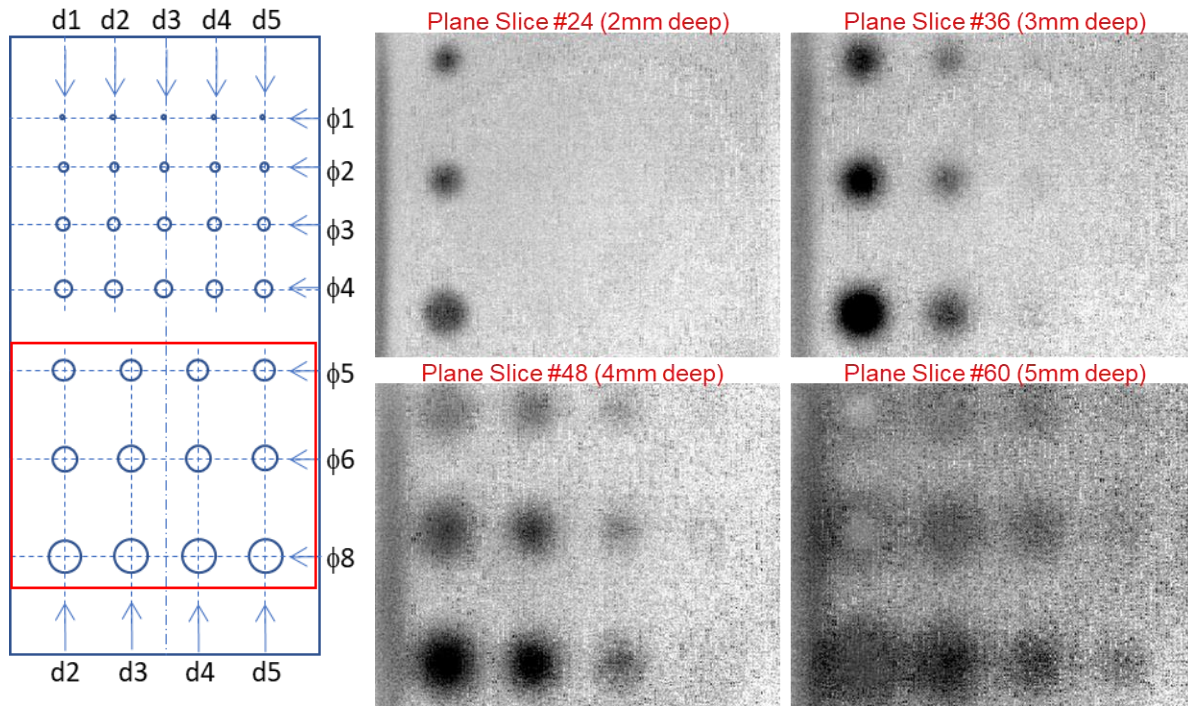 d1 d2 d3 d4 d5
ϕ1
ϕ2
ϕ3
ϕ4
ϕ5
ϕ6
ϕ8
d2 d3 d4 d5
Plane Slice #24 (2mm deep)
Plane Slice #36 (3mm deep)
Plane Slice #48 (4mm deep)
Plane Slice #60 (5mm deep)